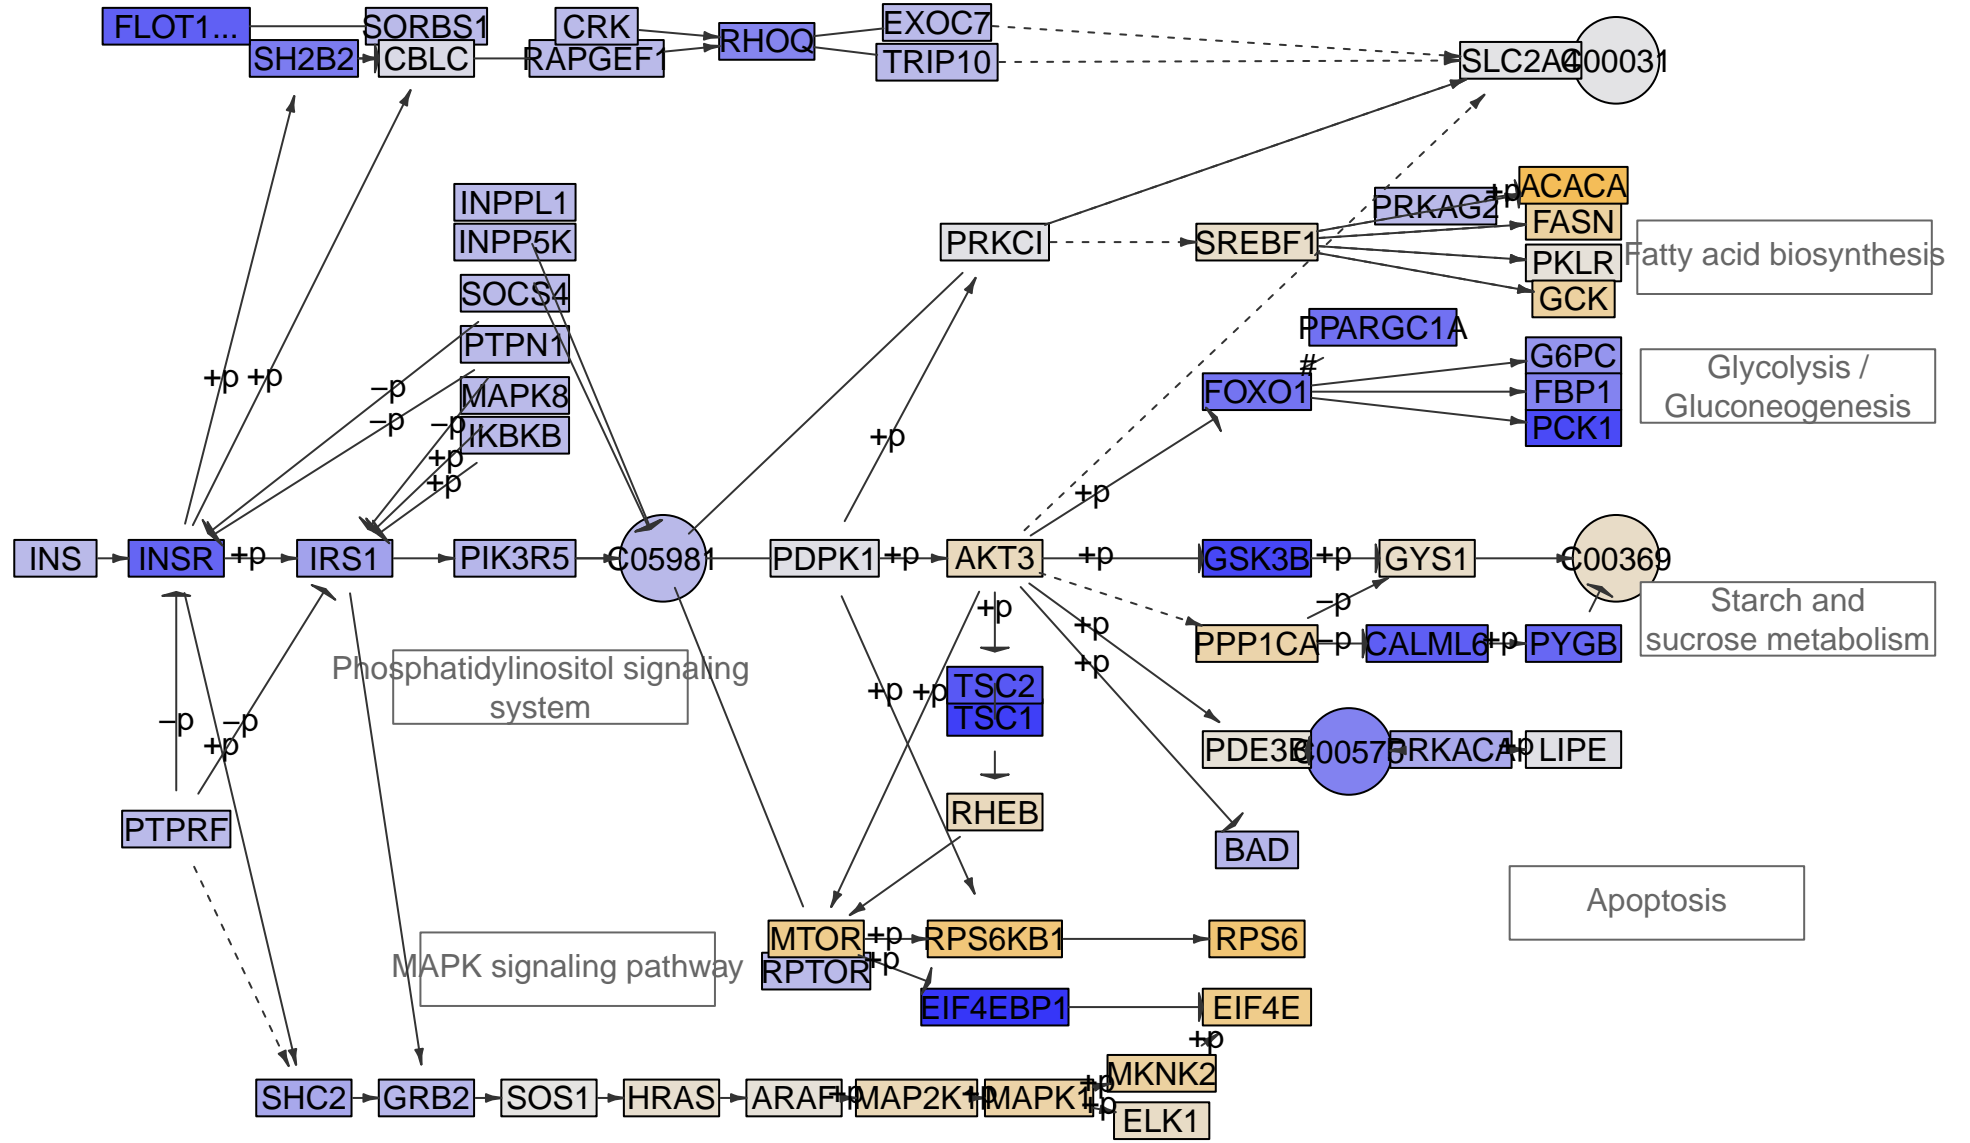 FLOT1...
SORBS1
CRK
EXOC7
SH2B2
CBLC
RAPGEF1
RHOQ
TRIP10
SLC2A4
C00031
INPPL1
INPP5K
SOCS4
PTPN1
MAPK8
IKBKB
PRKCI
SREBF1
PRKAG2
+p
ACACA
FASN
PKLR
GCK
Fatty acid biosynthesis
PPARGC1A
#
FOXO1
G6PC
FBP1
PCK1
Glycolysis /
Gluconeogenesis
+p
+p
−p
−p
−p
+p
+p
+p
+p
INS
INSR
+p
IRS1
PIK3R5
C05981
PDPK1
+p
AKT3
+p
GSK3B
+p
GYS1
C00369
Starch and
sucrose metabolism
−p
PPP1CA
−p
CALML6
+p
PYGB
+p
+p
+p
Phosphatidylinositol signaling
system
+p
+p
TSC2
TSC1
−p
−p
+p
PDE3B
C00575
PRKACA
+p
LIPE
PTPRF
RHEB
BAD
Apoptosis
MTOR
+p
RPS6KB1
RPS6
RPTOR
+p
MAPK signaling pathway
EIF4EBP1
EIF4E
+p
SHC2
GRB2
SOS1
HRAS
ARAF
+p
MAP2K1
+p
MAPK1
+p
+p
MKNK2
ELK1